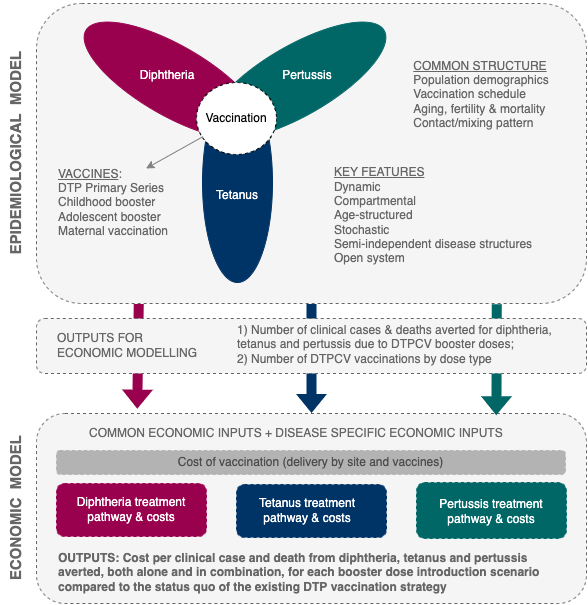 EPIDEMIOLOGICAL MODEL
Diphtheria
Pertussis
Vaccination
Tetanus
COMMON STRUCTURE
Population demographics
Vaccination schedule
Aging, fertility & mortality
Contact/mixing pattern
VACCINES:
DTP Primary Series
Childhood booster
Adolescent booster
Maternal vaccination
KEY FEATURES
Dynamic
Compartmental
Age-structured
Stochastic
Semi-independent disease structures
Open system
OUTPUTS FOR
ECONOMIC MODELLING
1) Number of clinical cases & deaths averted for diphtheria,
tetanus and pertussis due to DTPCV booster doses;
2) Number of DTPCV vaccinations by dose type
ECONOMIC MODEL
COMMON ECONOMIC INPUTS + DISEASE SPECIFIC ECONOMIC INPUTS
Cost of vaccination (delivery by site and vaccines)
Diphtheria treatment
pathway & costs
Tetanus treatment
pathway & costs
Pertussis treatment
pathway & costs
OUTPUTS: Cost per clinical case and death from diphtheria, tetanus and pertussis
averted, both alone and in combination, for each booster dose introduction scenario
compared to the status quo of the existing DTP vaccination strategy